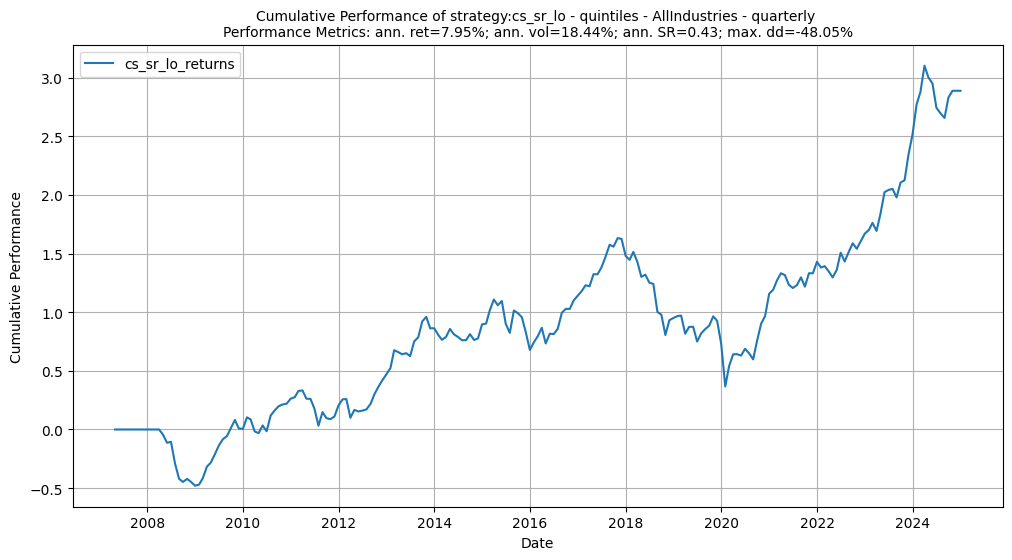 Cumulative Performance of strategy:cs_sr_lo - quintiles - AllIndustries - quarterly
Performance Metrics: ann. ret=7.95%; ann. vol=18.44%; ann. SR=0.43; max. dd=-48.05%
cs_sr_lo_returns
Cumulative Performance
3.0
2.5
2.0
1.5
1.0
0.5
0.0
−0.5
2008 2010 2012 2014 2016 2018 2020 2022 2024
Date